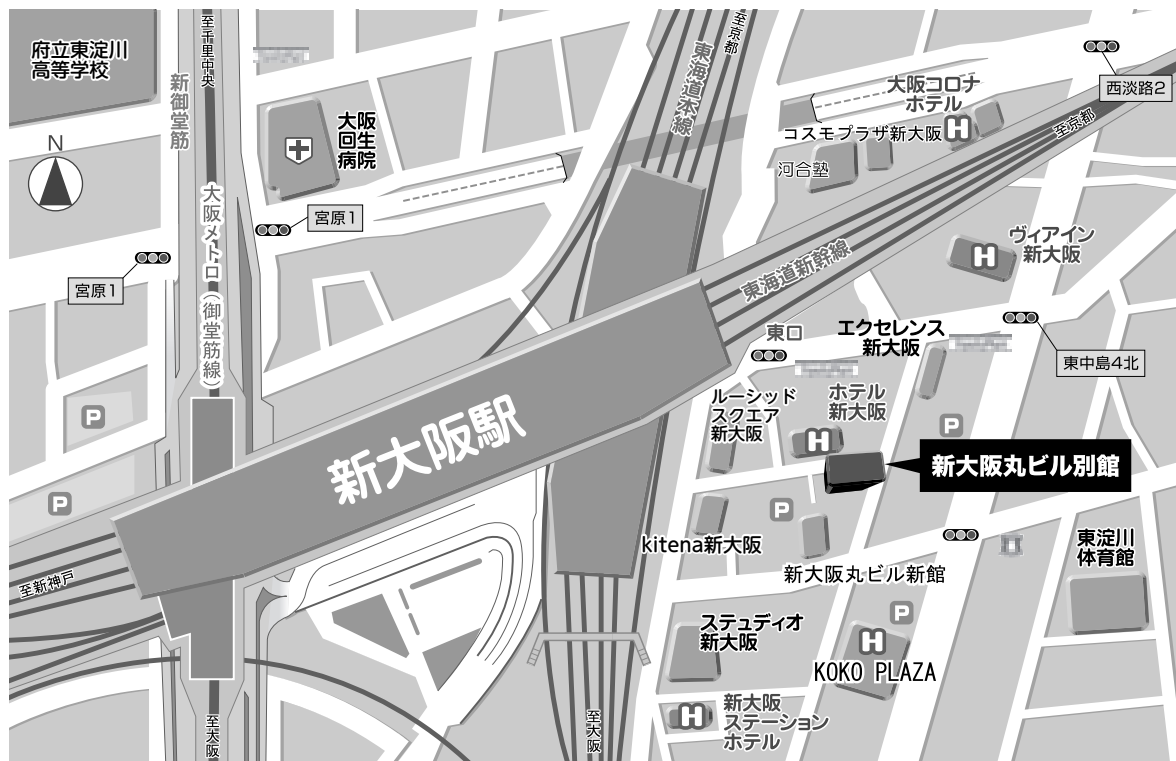 府立東淀川
高等学校
至千里中央
新御堂筋
大阪
回生
病院
N
宮原1
宮原1
大阪メトロ(御堂筋線)
東海道本線
至京都
大阪コロナ
ホテル
西淡路2
コスモプラザ新大阪
至京都
河合塾
東海道新幹線
ヴィアイン
新大阪
東口
エクセレンス
新大阪
東中島4北
ルーシッド
スクエア
新大阪
ホテル
新大阪
H
H
H
P
P
P
P
新大阪駅
新大阪丸ビル別館
kitena新大阪
新大阪丸ビル新館
東淀川
体育館
至新神戸
ステュディオ
新大阪
P
H
KOKO PLAZA
H
新大阪
ステーション
ホテル
至大阪
至大阪